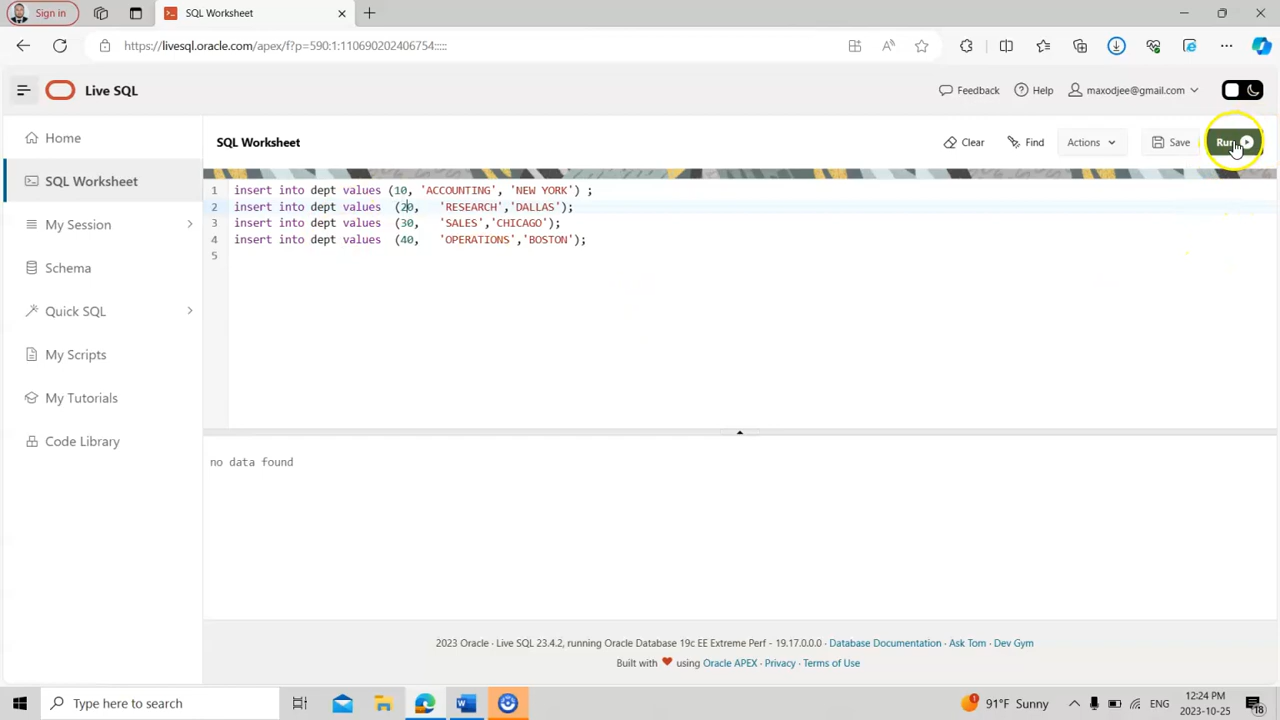 Sign in
SQL Worksheet
https://livesql.oracle.com/apex/f?p=590:1:110690202406754:::::
Live SQL
Feedback
Help
maxodjee@gmail.com
Home
SQL Worksheet
My Session
Schema
Quick SQL
My Scripts
My Tutorials
Code Library
SQL Worksheet
Clear
Find
Actions
Save
Run
1 insert into dept values (10, 'ACCOUNTING', 'NEW YORK') ;
2 insert into dept values (20, 'RESEARCH','DALLAS');
3 insert into dept values (30, 'SALES','CHICAGO');
4 insert into dept values (40, 'OPERATIONS','BOSTON');
5
no data found
2023 Oracle · Live SQL 23.4.2, running Oracle Database 19c EE Extreme Perf - 19.17.0.0.0 · Database Documentation · Ask Tom · Dev Gym
Built with ❤ using Oracle APEX · Privacy · Terms of Use
Type here to search
91°F Sunny
ENG
12:24 PM
2023-10-25
18